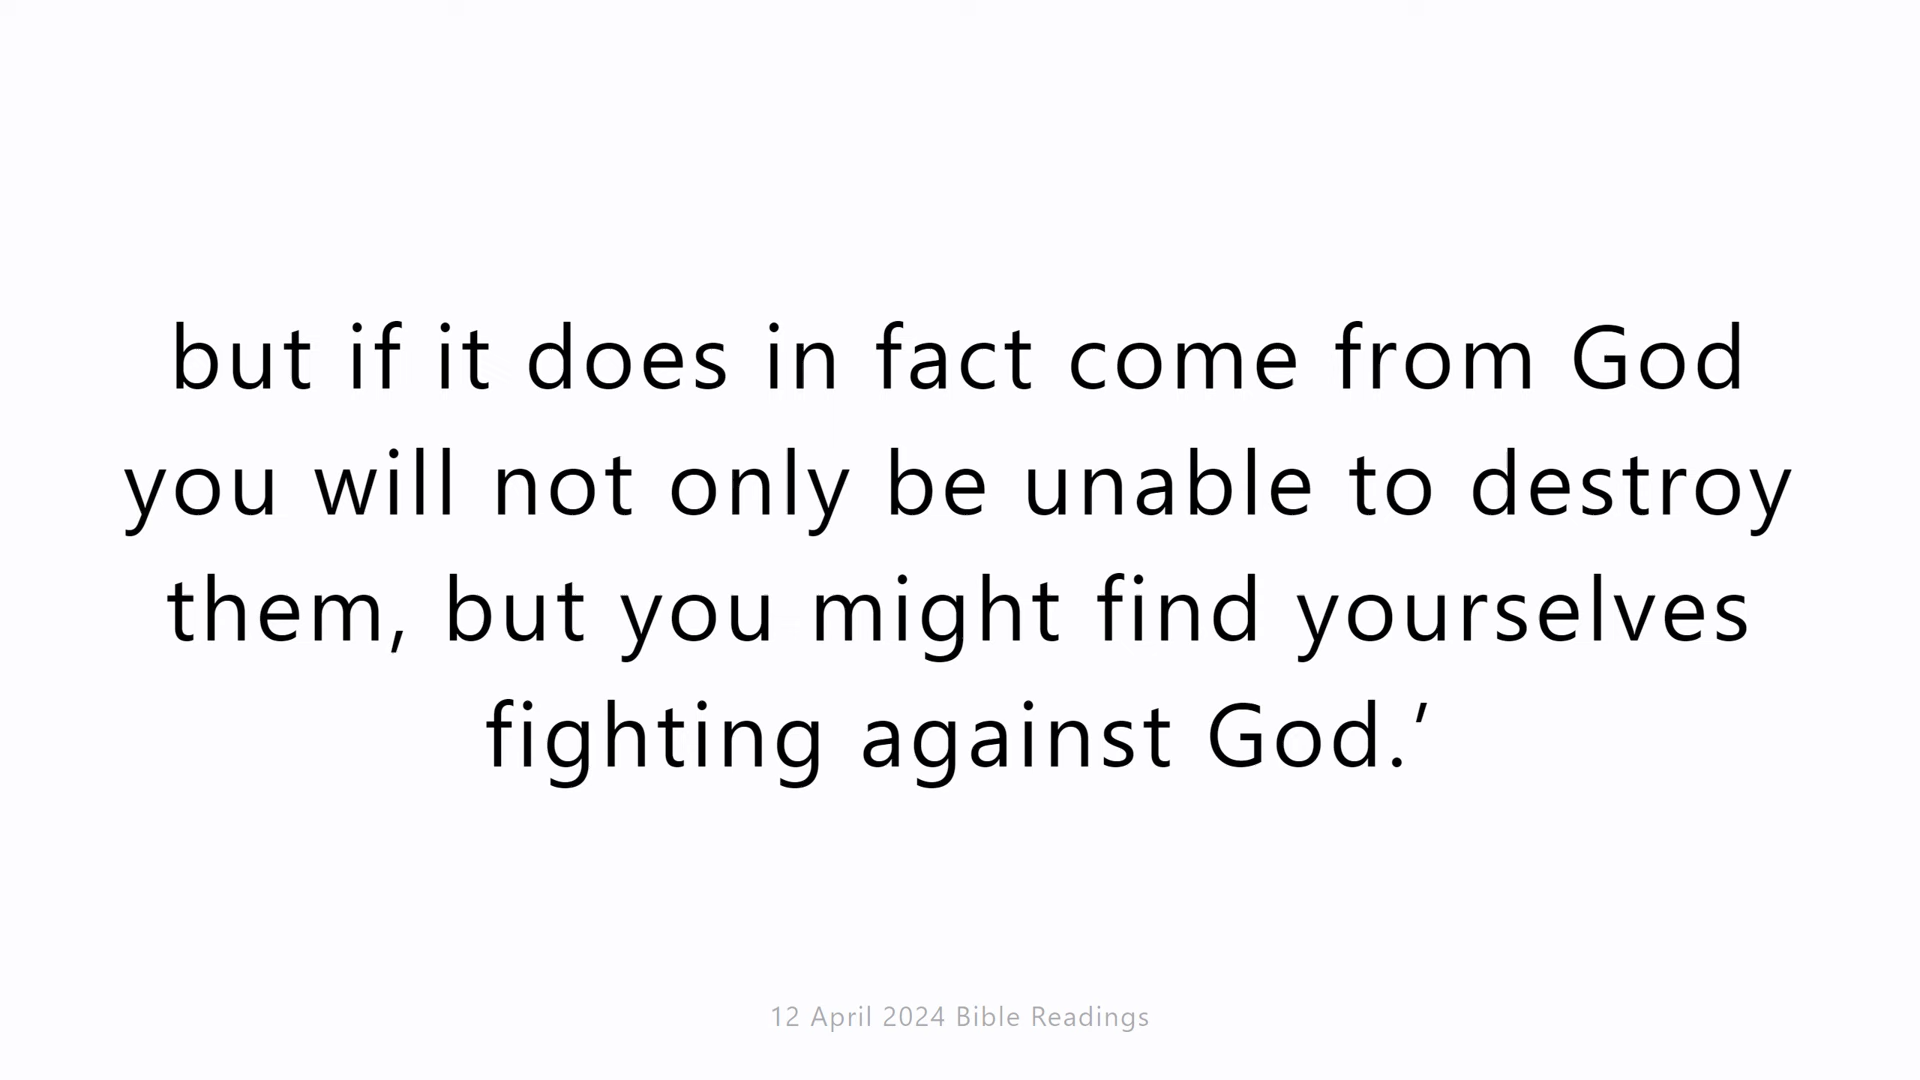 but if it does in fact come from God
you will not only be unable to destroy
them, but you might find yourselves
fighting against God.’
12 April 2024 Bible Readings